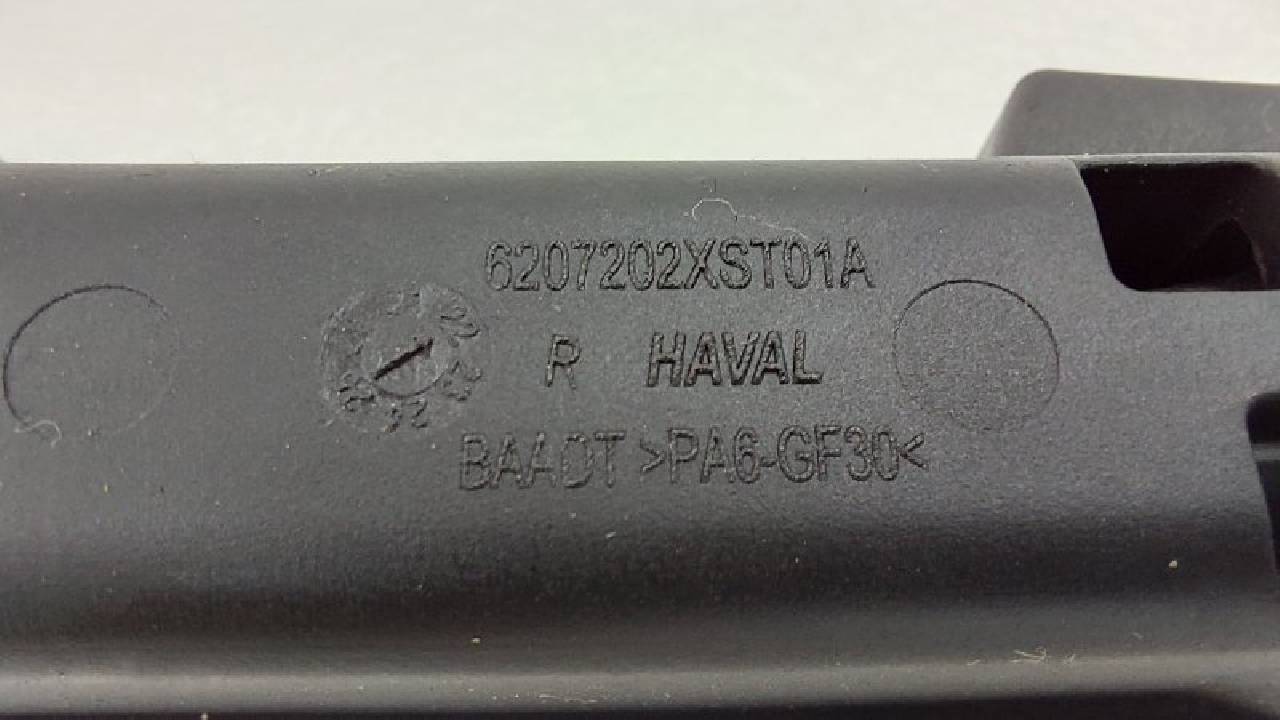 6207202XST01A
R HAVAL
BAADT >PA6-GF30<